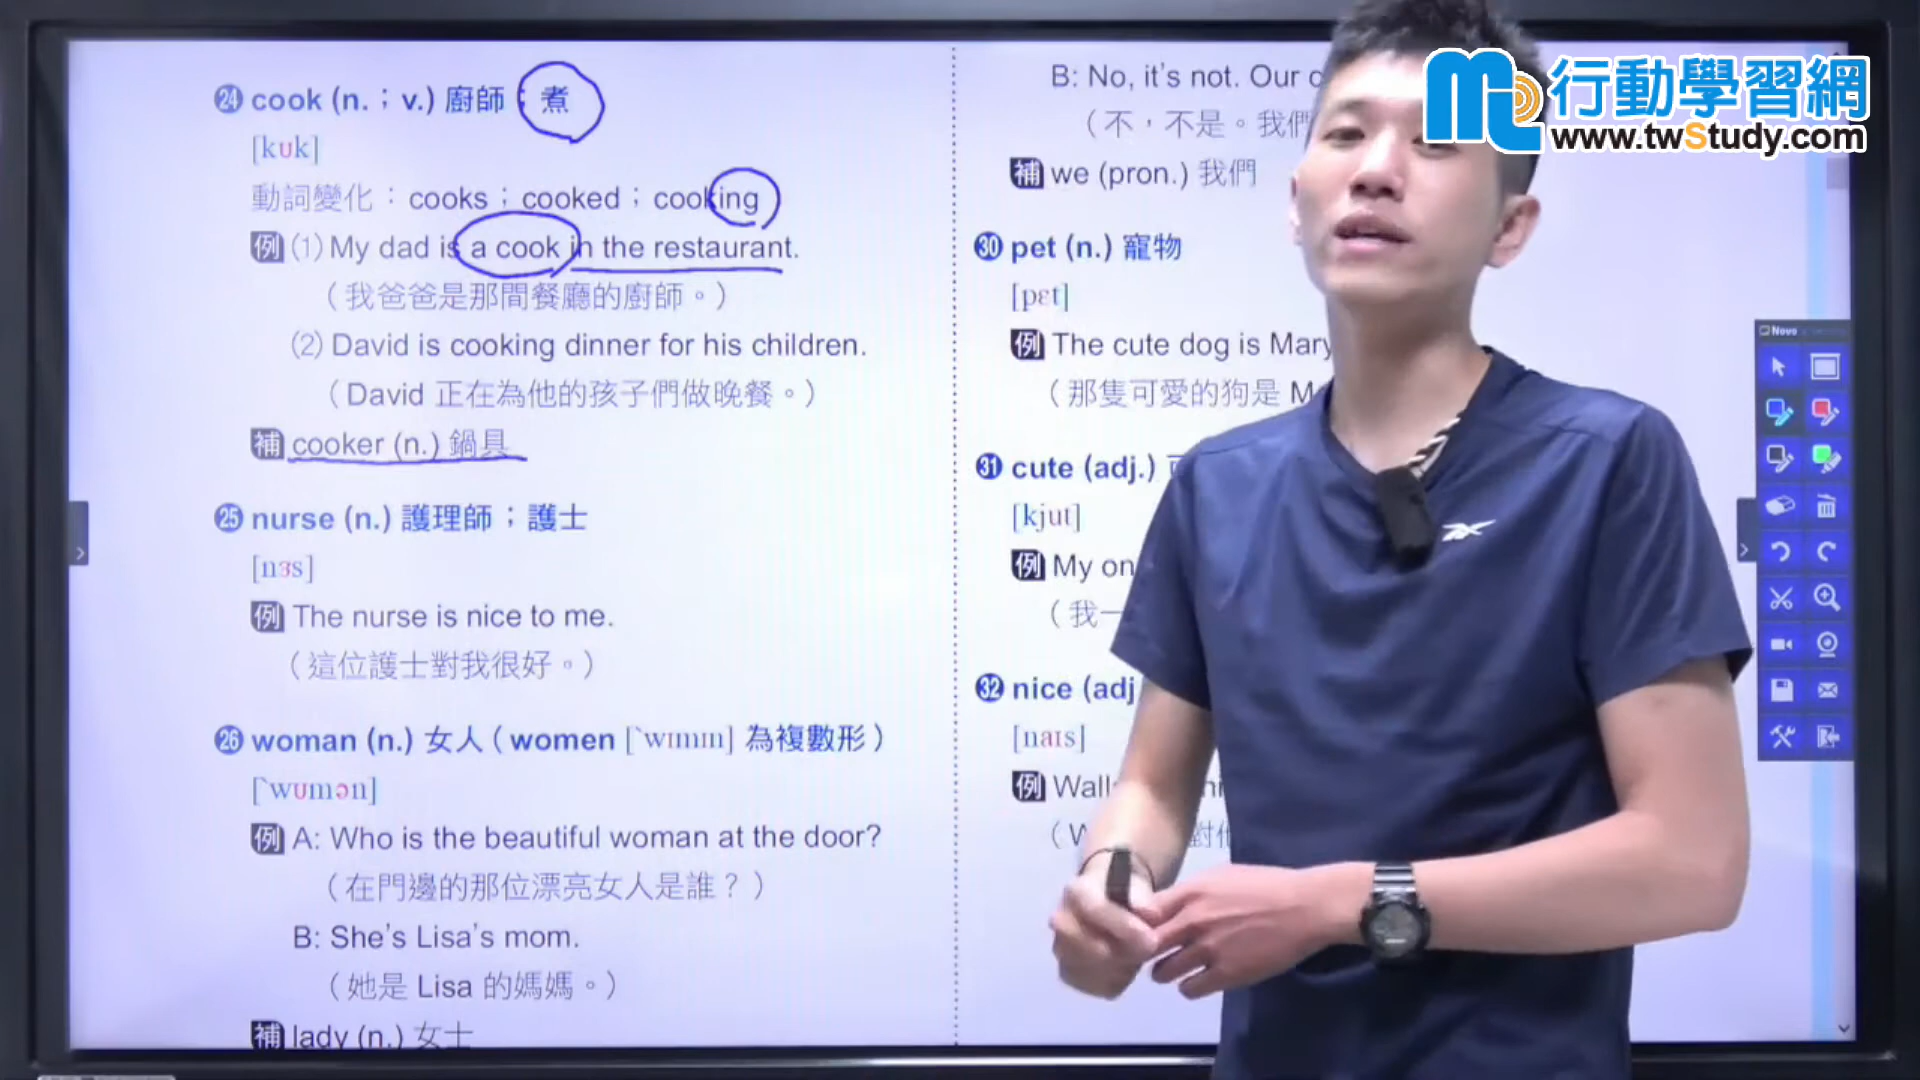 ㉔ cook (n.；v.) 廚師；煮
[kʊk]
動詞變化：cooks；cooked；cooking
例 (1) My dad is a cook in the restaurant.
（我爸爸是那間餐廳的廚師。）
(2) David is cooking dinner for his children.
（David 正在為他的孩子們做晚餐。）
補 cooker (n.) 鍋具
㉕ nurse (n.) 護理師；護士
[nɝs]
例 The nurse is nice to me.
（這位護士對我很好。）
㉖ woman (n.) 女人（women [ˋwɪmɪn] 為複數形）
[ˋwʊmən]
例 A: Who is the beautiful woman at the door?
（在門邊的那位漂亮女人是誰？）
B: She's Lisa's mom.
（她是 Lisa 的媽媽。）
補 lady (n.) 女士
B: No, it's not. Our
（不，不是。我們
補 we (pron.) 我們
㉚ pet (n.) 寵物
[pɛt]
例 The cute dog is Mary
（那隻可愛的狗是
㉛ cute (adj.)
[kjut]
例 My
（我一
㉜ nice (adj
[naɪs]
例
行動學習網
www.twStudy.com
Novo